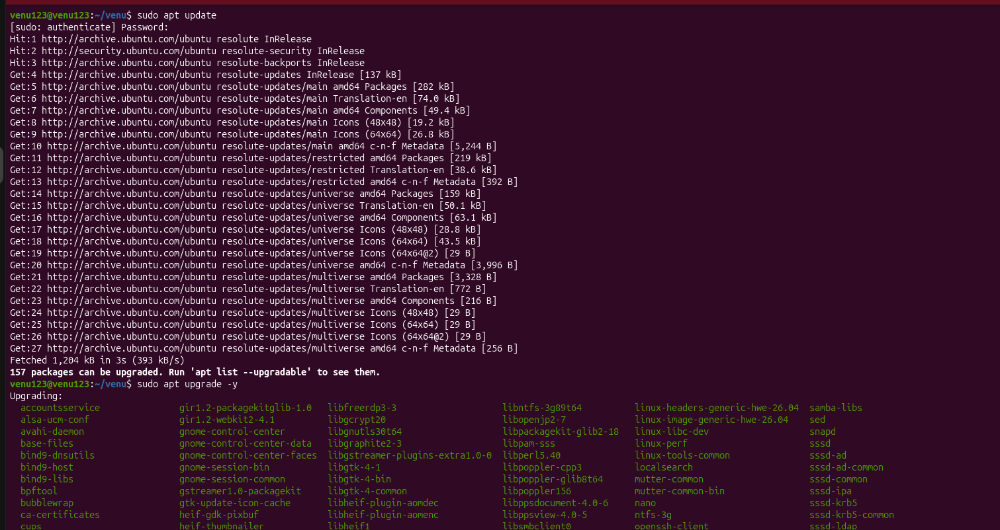 venu123@venu123:~/venu$ sudo apt update
[sudo: authenticate] Password:
Hit:1 http://archive.ubuntu.com/ubuntu resolute InRelease
Hit:2 http://security.ubuntu.com/ubuntu resolute-security InRelease
Hit:3 http://archive.ubuntu.com/ubuntu resolute-backports InRelease
Get:4 http://archive.ubuntu.com/ubuntu resolute-updates InRelease [137 kB]
Get:5 http://archive.ubuntu.com/ubuntu resolute-updates/main amd64 Packages [282 kB]
Get:6 http://archive.ubuntu.com/ubuntu resolute-updates/main Translation-en [74.0 kB]
Get:7 http://archive.ubuntu.com/ubuntu resolute-updates/main amd64 Components [49.4 kB]
Get:8 http://archive.ubuntu.com/ubuntu resolute-updates/main Icons (48x48) [19.2 kB]
Get:9 http://archive.ubuntu.com/ubuntu resolute-updates/main Icons (64x64) [26.8 kB]
Get:10 http://archive.ubuntu.com/ubuntu resolute-updates/main amd64 c-n-f Metadata [5,244 B]
Get:11 http://archive.ubuntu.com/ubuntu resolute-updates/restricted amd64 Packages [219 kB]
Get:12 http://archive.ubuntu.com/ubuntu resolute-updates/restricted Translation-en [38.6 kB]
Get:13 http://archive.ubuntu.com/ubuntu resolute-updates/restricted amd64 c-n-f Metadata [392 B]
Get:14 http://archive.ubuntu.com/ubuntu resolute-updates/universe amd64 Packages [159 kB]
Get:15 http://archive.ubuntu.com/ubuntu resolute-updates/universe Translation-en [50.1 kB]
Get:16 http://archive.ubuntu.com/ubuntu resolute-updates/universe amd64 Components [63.1 kB]
Get:17 http://archive.ubuntu.com/ubuntu resolute-updates/universe Icons (48x48) [28.8 kB]
Get:18 http://archive.ubuntu.com/ubuntu resolute-updates/universe Icons (64x64) [43.5 kB]
Get:19 http://archive.ubuntu.com/ubuntu resolute-updates/universe Icons (64x64@2) [29 B]
Get:20 http://archive.ubuntu.com/ubuntu resolute-updates/universe amd64 c-n-f Metadata [3,996 B]
Get:21 http://archive.ubuntu.com/ubuntu resolute-updates/multiverse amd64 Packages [3,328 B]
Get:22 http://archive.ubuntu.com/ubuntu resolute-updates/multiverse Translation-en [772 B]
Get:23 http://archive.ubuntu.com/ubuntu resolute-updates/multiverse amd64 Components [216 B]
Get:24 http://archive.ubuntu.com/ubuntu resolute-updates/multiverse Icons (48x48) [29 B]
Get:25 http://archive.ubuntu.com/ubuntu resolute-updates/multiverse Icons (64x64) [29 B]
Get:26 http://archive.ubuntu.com/ubuntu resolute-updates/multiverse Icons (64x64@2) [29 B]
Get:27 http://archive.ubuntu.com/ubuntu resolute-updates/multiverse amd64 c-n-f Metadata [256 B]
Fetched 1,204 kB in 3s (393 kB/s)
157 packages can be upgraded. Run 'apt list --upgradable' to see them.
venu123@venu123:~/venu$ sudo apt upgrade -y
Upgrading:
accountsservice gir1.2-packagekitglib-1.0 libfreerdp3-3 libntfs-3g89t64 linux-headers-generic-hwe-26.04 samba-libs
alsa-ucm-conf gir1.2-webkit2-4.1 libgcrypt20 libopenjp2-7 linux-image-generic-hwe-26.04 sed
avahi-daemon gnome-control-center libgnutls30t64 libpackagekit-glib2-18 linux-libc-dev snapd
base-files gnome-control-center-data libgraphite2-3 libpam-sss linux-perf sssd
bind9-dnsutils gnome-control-center-faces libgstreamer-plugins-extra1.0-0 libperl5.40 linux-tools-common sssd-ad
bind9-host gnome-session-bin libgtk-4-1 libpoppler-cpp3 localsearch sssd-ad-common
bind9-libs gnome-session-common libgtk-4-bin libpoppler-glib8t64 mutter-common sssd-common
bpftool gstreamer1.0-packagekit libgtk-4-common libpoppler156 mutter-common-bin sssd-ipa
bubblewrap gtk-update-icon-cache libheif-plugin-aomdec libppsdocument-4.0-6 nano sssd-krb5
ca-certificates heif-gdk-pixbuf libheif-plugin-aomenc libppsview-4.0-5 ntfs-3g sssd-krb5-common
cups heif-thumbnailer libheif1 libsmbclient0 openssh-client sssd-ldap